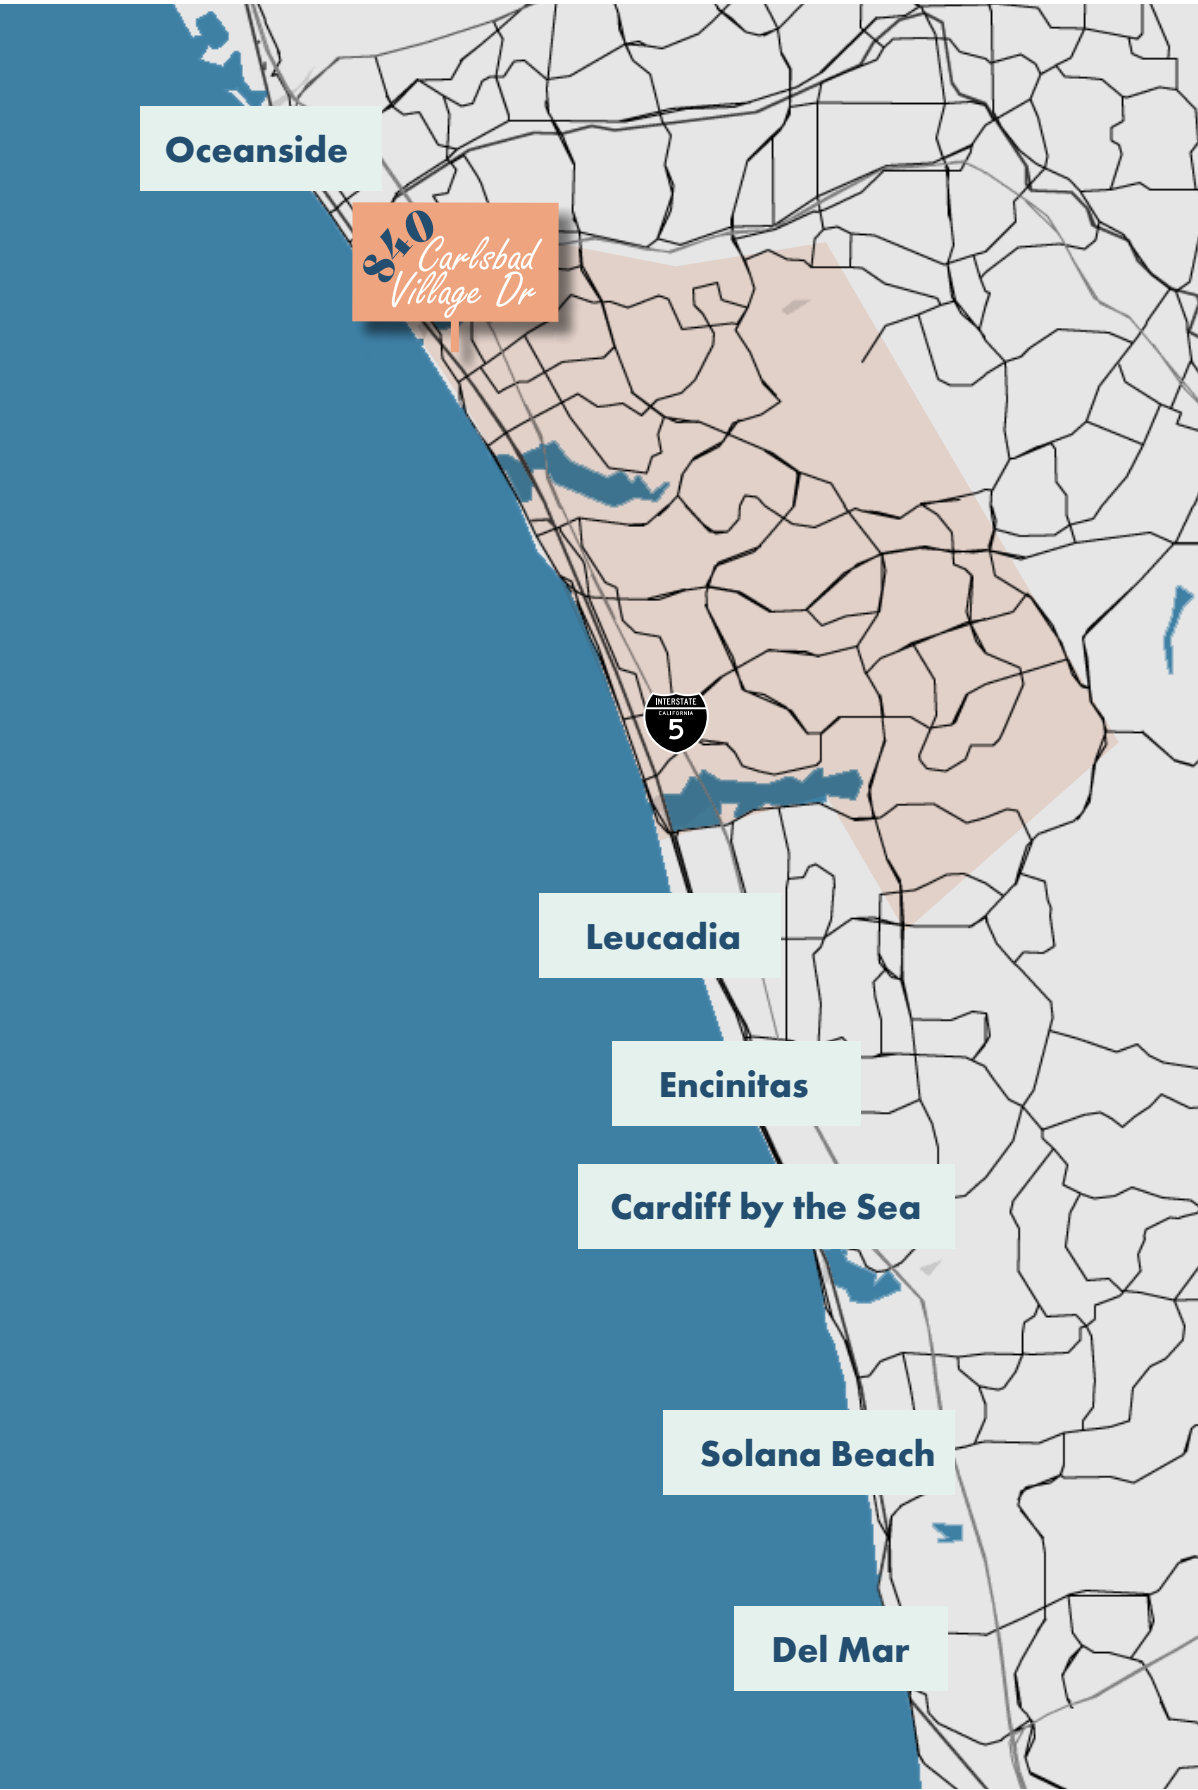 Oceanside
840
Carlsbad
Village Dr
INTERSTATE
CALIFORNIA
5
Leucadia
Encinitas
Cardiff by the Sea
Solana Beach
Del Mar